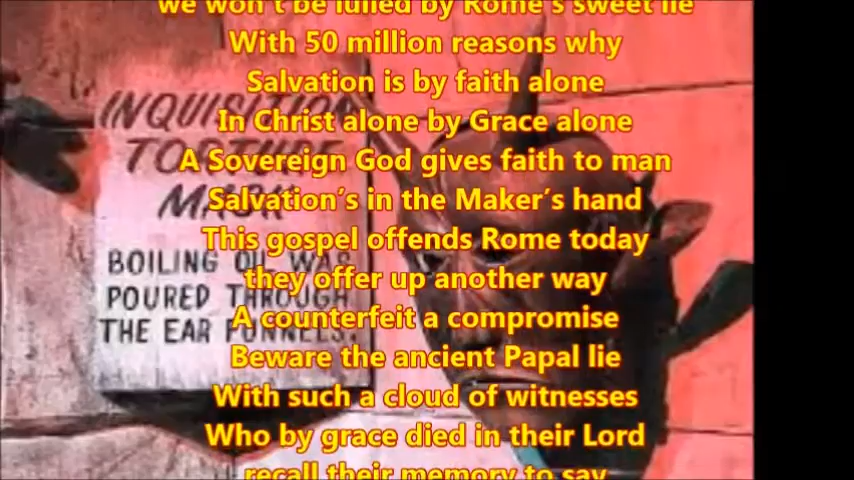 we won't be lulled by Rome's sweet lie
With 50 million reasons why
Salvation is by faith alone
In Christ alone by Grace alone
A Sovereign God gives faith to man
Salvation's in the Maker's hand
This gospel offends Rome today
they offer up another way
A counterfeit a compromise
Beware the ancient Papal lie
With such a cloud of witnesses
Who by grace died in their Lord
recall their memory to say
INQUISITION
TORTURE
MASK
BOILING OIL WAS
POURED THROUGH
THE EAR FUNNELS.